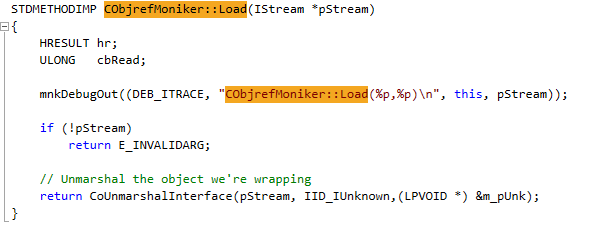 STDMETHODIMP CObjrefMoniker::Load(IStream *pStream)
{
HRESULT hr;
ULONG cbRead;
mnkDebugOut((DEB_ITRACE, "CObjrefMoniker::Load(%p,%p)\n", this, pStream));
if (!pStream)
return E_INVALIDARG;
// Unmarshal the object we're wrapping
return CoUnmarshalInterface(pStream, IID_IUnknown,(LPVOID *) &m_pUnk);
}